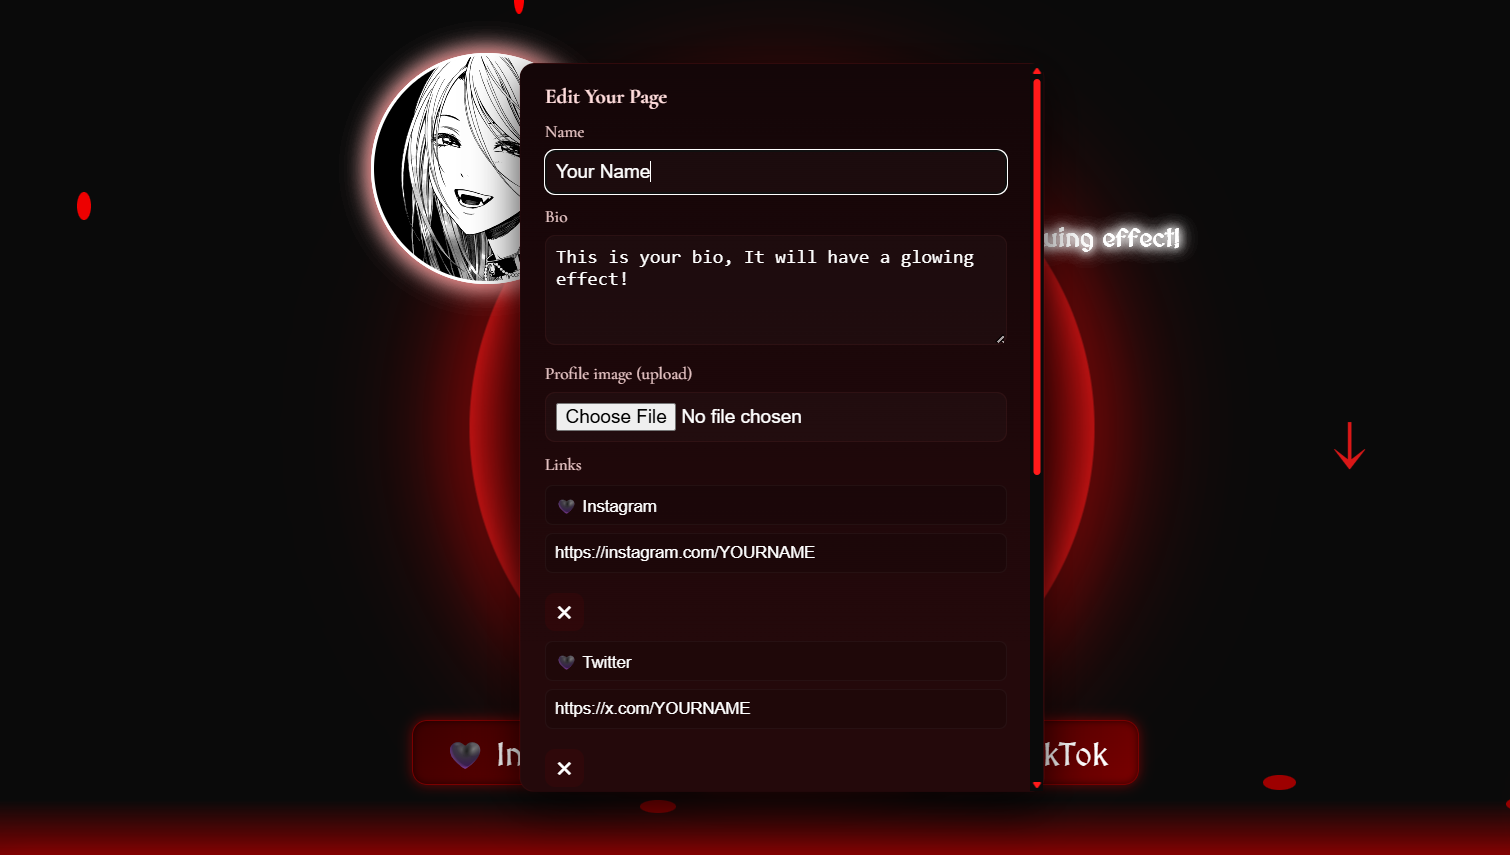 Edit Your Page
Name
Your Name
Bio
This is your bio, It will have a glowing
effect!
effect!
Profile image (upload)
Choose File No file chosen
Links
🖤 Instagram
https://instagram.com/YOURNAME
✕
🖤 Twitter
https://x.com/YOURNAME
✕
🖤 In
kTok